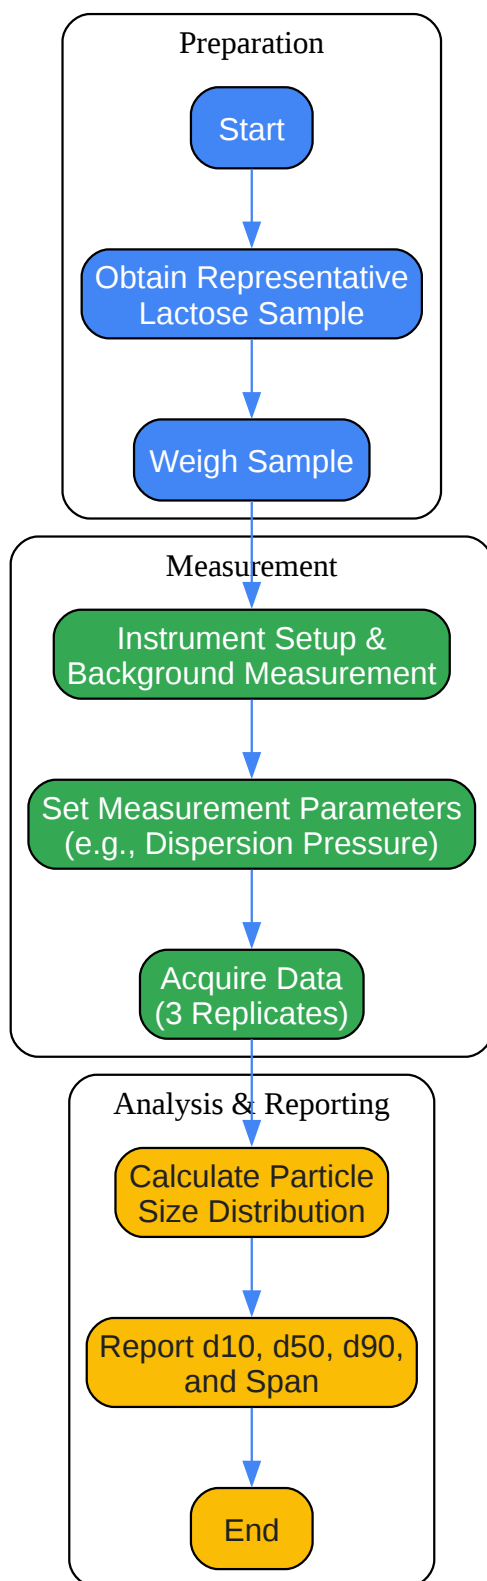 Preparation
Start
Obtain Representative
Lactose Sample
Weigh Sample
Measurement
Instrument Setup &
Background Measurement
Set Measurement Parameters
(e.g., Dispersion Pressure)
Acquire Data
(3 Replicates)
Analysis & Reporting
Calculate Particle
Size Distribution
Report d10, d50, d90,
and Span
End